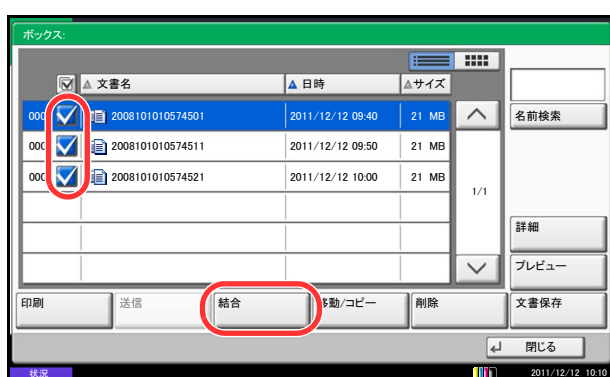 ボックス:
文書名 日時 サイズ
000 2008101010574501 2011/12/12 09:40 21 MB
000 2008101010574511 2011/12/12 09:50 21 MB
000 2008101010574521 2011/12/12 10:00 21 MB
1/1
名前検索
詳細
プレビュー
印刷 送信 結合 移動/コピー 削除 文書保存
閉じる
状況 2011/12/12 10:10